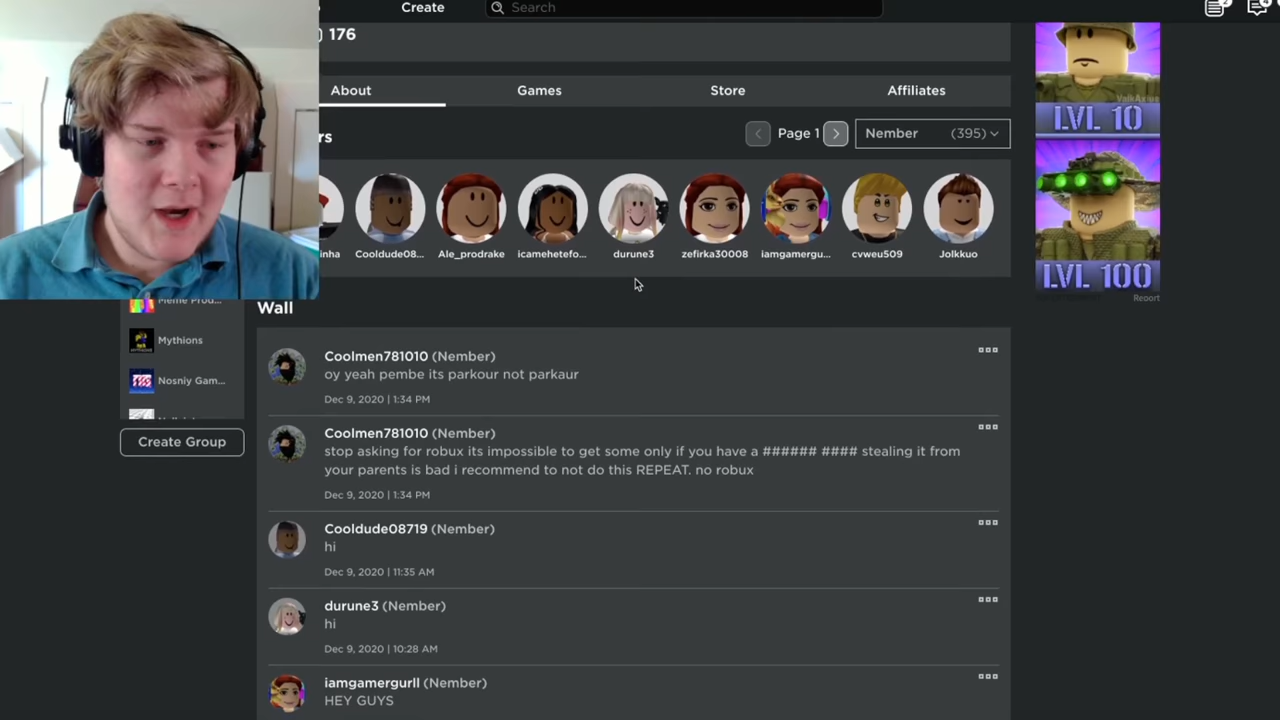 Create
Search
176
About
Games
Store
Affiliates
rs
Page 1
Nember (395)
inha
Cooldude08...
Ale_prodrake
icamehetefo...
durune3
zefirka30008
iamgamergu...
cvweu509
Jolkkuo
LVL 10
LVL 100
Report
Meme Prod...
Mythions
Nosniy Gam...
Create Group
Wall
Coolmen781010 (Nember)
oy yeah pembe its parkour not parkaur
Dec 9, 2020 | 1:34 PM
Coolmen781010 (Nember)
stop asking for robux its impossible to get some only if you have a ###### #### stealing it from
your parents is bad i recommend to not do this REPEAT. no robux
Dec 9, 2020 | 1:34 PM
Cooldude08719 (Nember)
hi
Dec 9, 2020 | 11:35 AM
durune3 (Nember)
hi
Dec 9, 2020 | 10:28 AM
iamgamergurll (Nember)
HEY GUYS